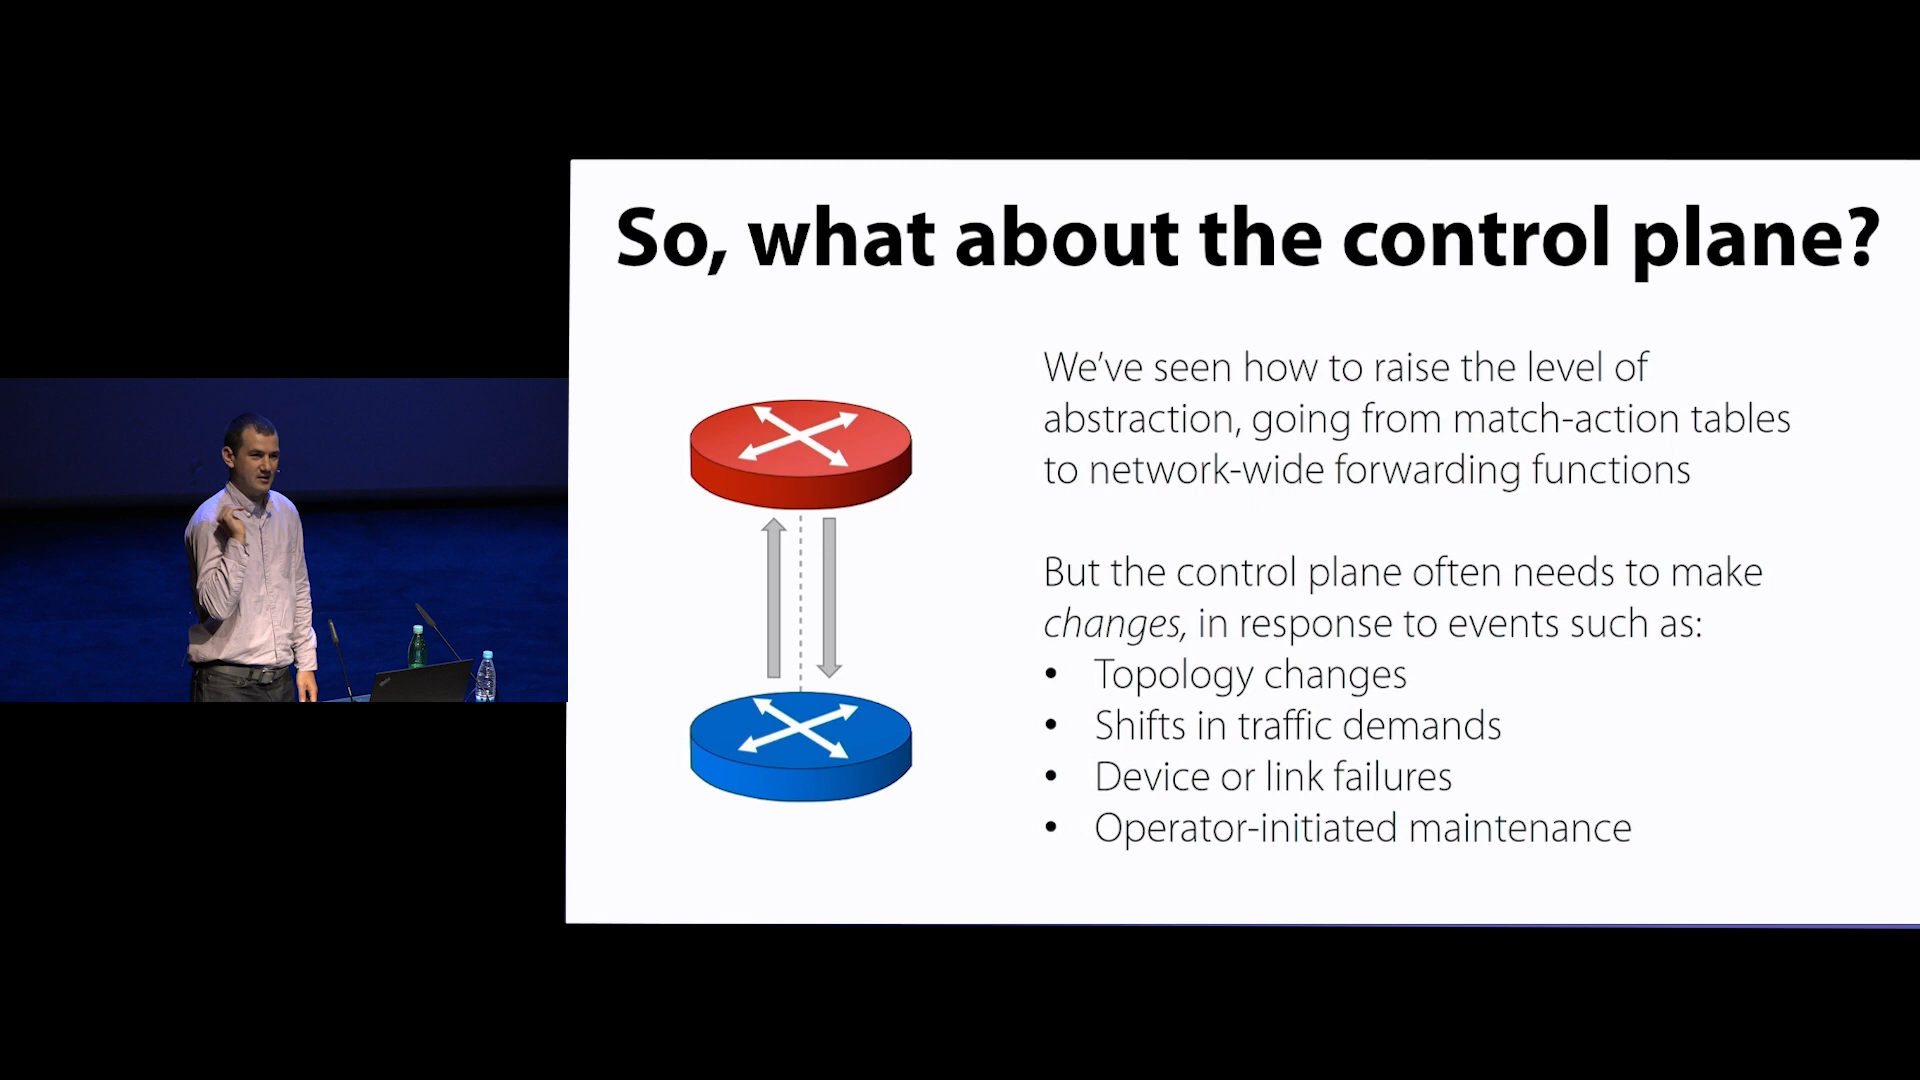 So, what about the control plane?
We've seen how to raise the level of
abstraction, going from match-action tables
to network-wide forwarding functions
But the control plane often needs to make
changes, in response to events such as:
• Topology changes
• Shifts in traffic demands
• Device or link failures
• Operator-initiated maintenance